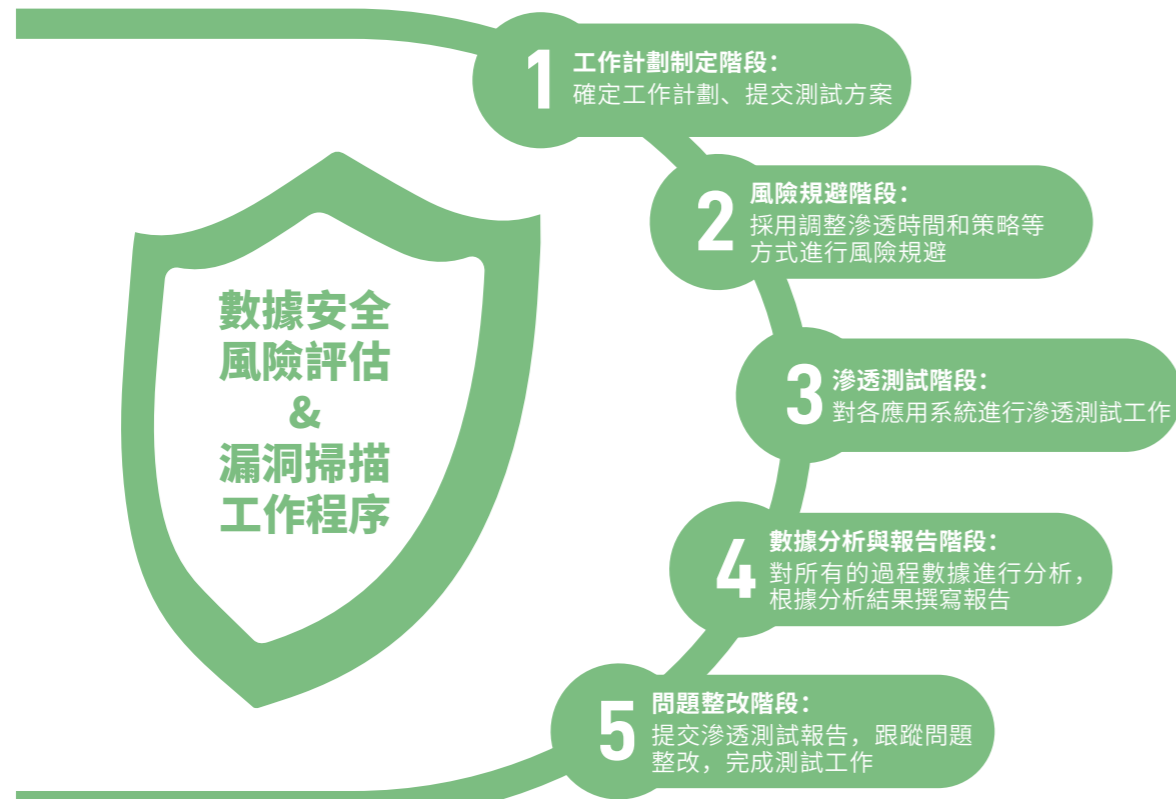 數據安全
風險評估
&
漏洞掃描
工作程序
1
工作計劃制定階段：
確定工作計劃、提交測試方案
2
風險規避階段：
採用調整滲透時間和策略等
方式進行風險規避
3
滲透測試階段：
對各應用系統進行滲透測試工作
4
數據分析與報告階段：
對所有的過程數據進行分析，
根據分析結果撰寫報告
5
問題整改階段：
提交滲透測試報告，跟蹤問題
整改，完成測試工作